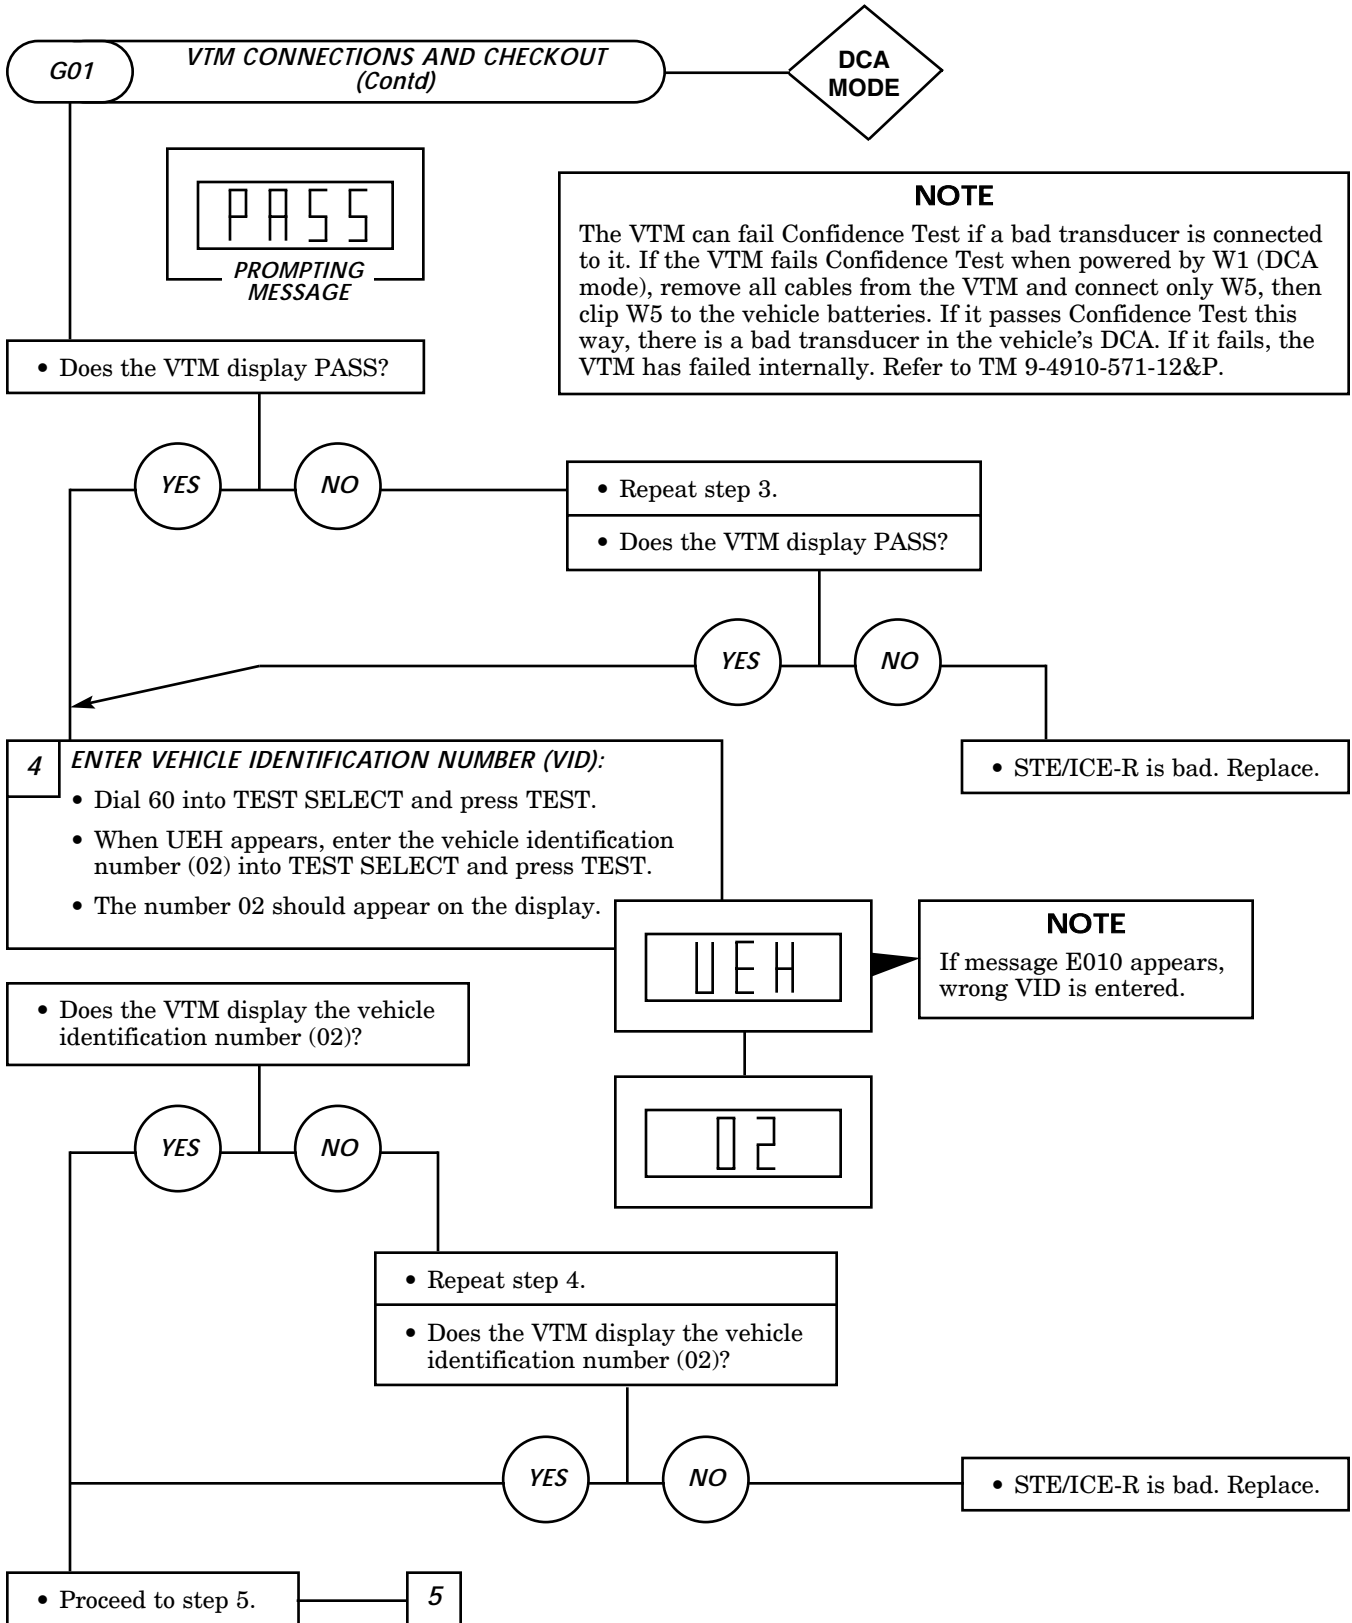 G01
VTM CONNECTIONS AND CHECKOUT
(Contd)
DCA
MODE
PASS
PROMPTING
MESSAGE
NOTE
The VTM can fail Confidence Test if a bad transducer is connected
to it. If the VTM fails Confidence Test when powered by W1 (DCA
mode), remove all cables from the VTM and connect only W5, then
clip W5 to the vehicle batteries. If it passes Confidence Test this
way, there is a bad transducer in the vehicle's DCA. If it fails, the
VTM has failed internally. Refer to TM 9-4910-571-12&P.
• Does the VTM display PASS?
YES
NO
• Repeat step 3.
• Does the VTM display PASS?
YES
NO
• STE/ICE-R is bad. Replace.
4
ENTER VEHICLE IDENTIFICATION NUMBER (VID):
• Dial 60 into TEST SELECT and press TEST.
• When UEH appears, enter the vehicle identification
number (02) into TEST SELECT and press TEST.
• The number 02 should appear on the display.
UEH
NOTE
If message E010 appears,
wrong VID is entered.
02
• Does the VTM display the vehicle
identification number (02)?
YES
NO
• Repeat step 4.
• Does the VTM display the vehicle
identification number (02)?
YES
NO
• STE/ICE-R is bad. Replace.
• Proceed to step 5.
5